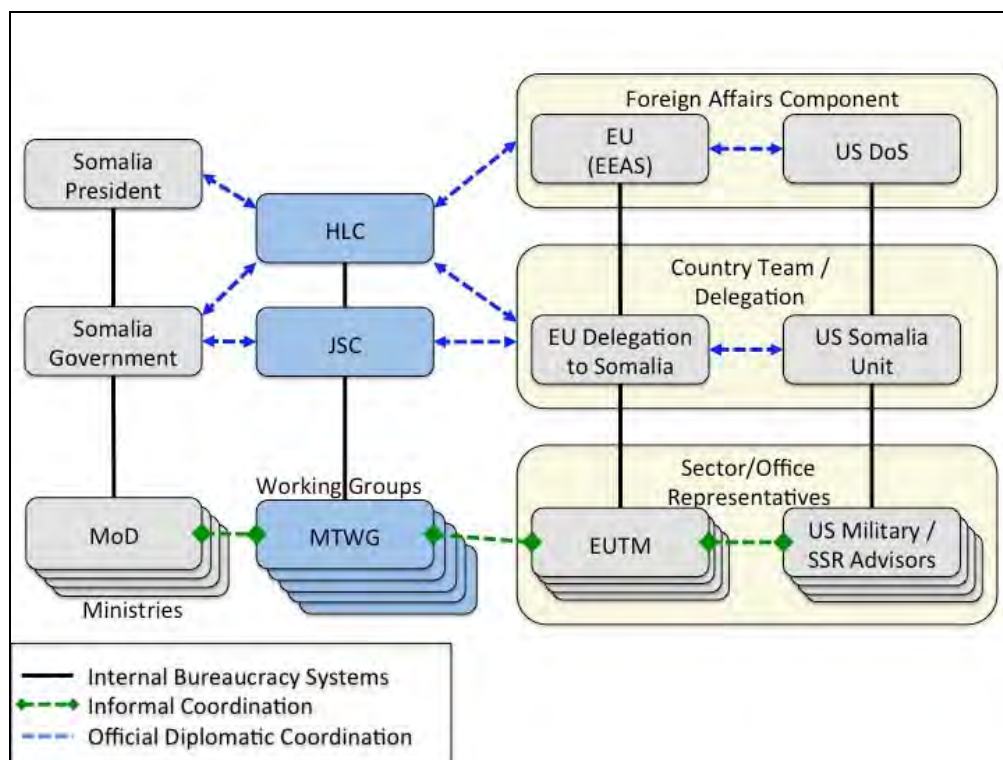 Foreign Affairs Component
Somalia
President
EU
(EEAS)
US DoS
HLC
Country Team /
Delegation
Somalia
Government
JSC
EU Delegation
to Somalia
US Somalia
Unit
Sector/Office
Representatives
Working Groups
MoD
MTWG
EUTM
US Military /
SSR Advisors
Ministries
Internal Bureaucracy Systems
Informal Coordination
Official Diplomatic Coordination